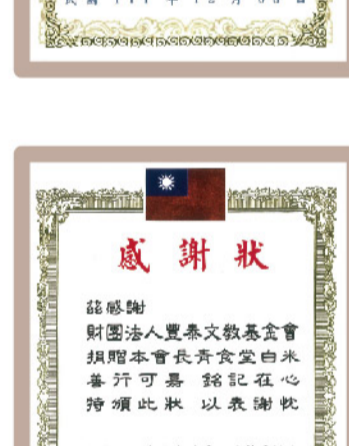 感謝狀
茲感謝
財團法人豐泰文教基金會
捐贈本會長青食堂白米
善行可嘉 銘記在心
特頒此狀 以表謝忱